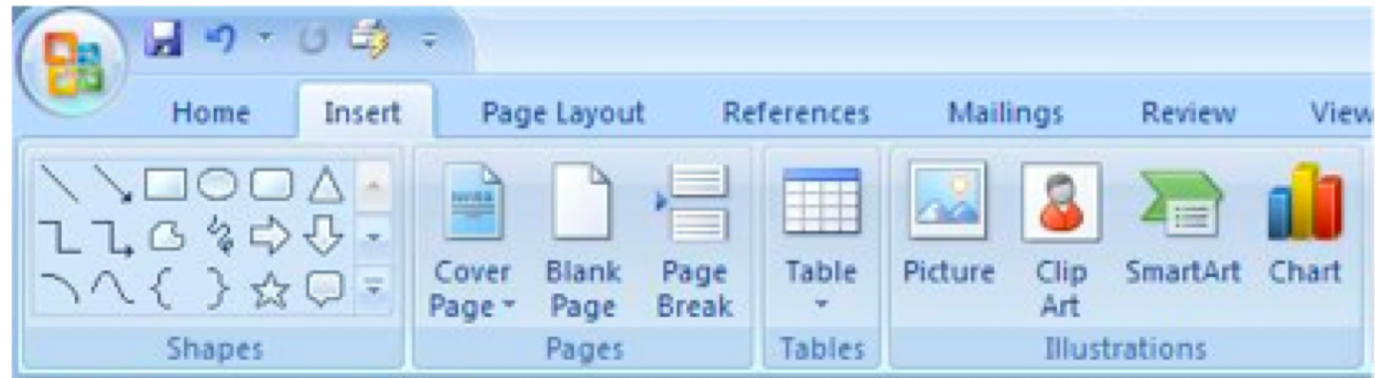 Home Insert Page Layout References Mailings Review View
Cover Page Blank Page Page Break Table Picture Clip Art SmartArt Chart
Shapes Pages Tables Illustrations